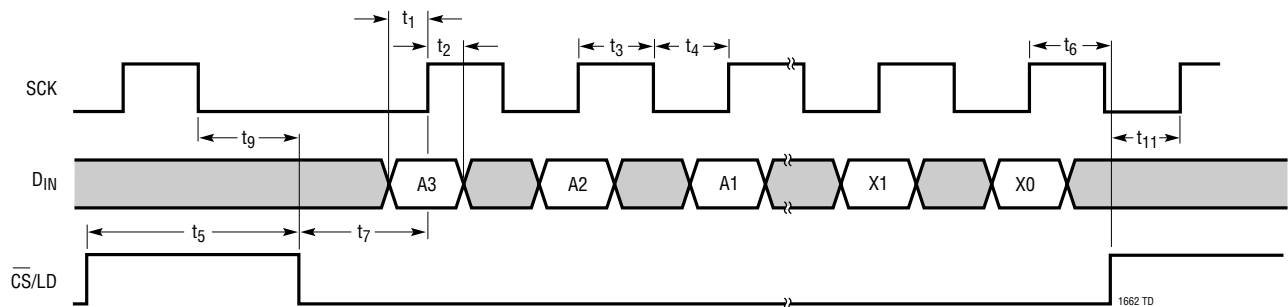 t1
t2 t3 t4 t6
SCK
t9 t11
DIN A3 A2 A1 X1 X0
t5 t7
CS/LD
1662 TD